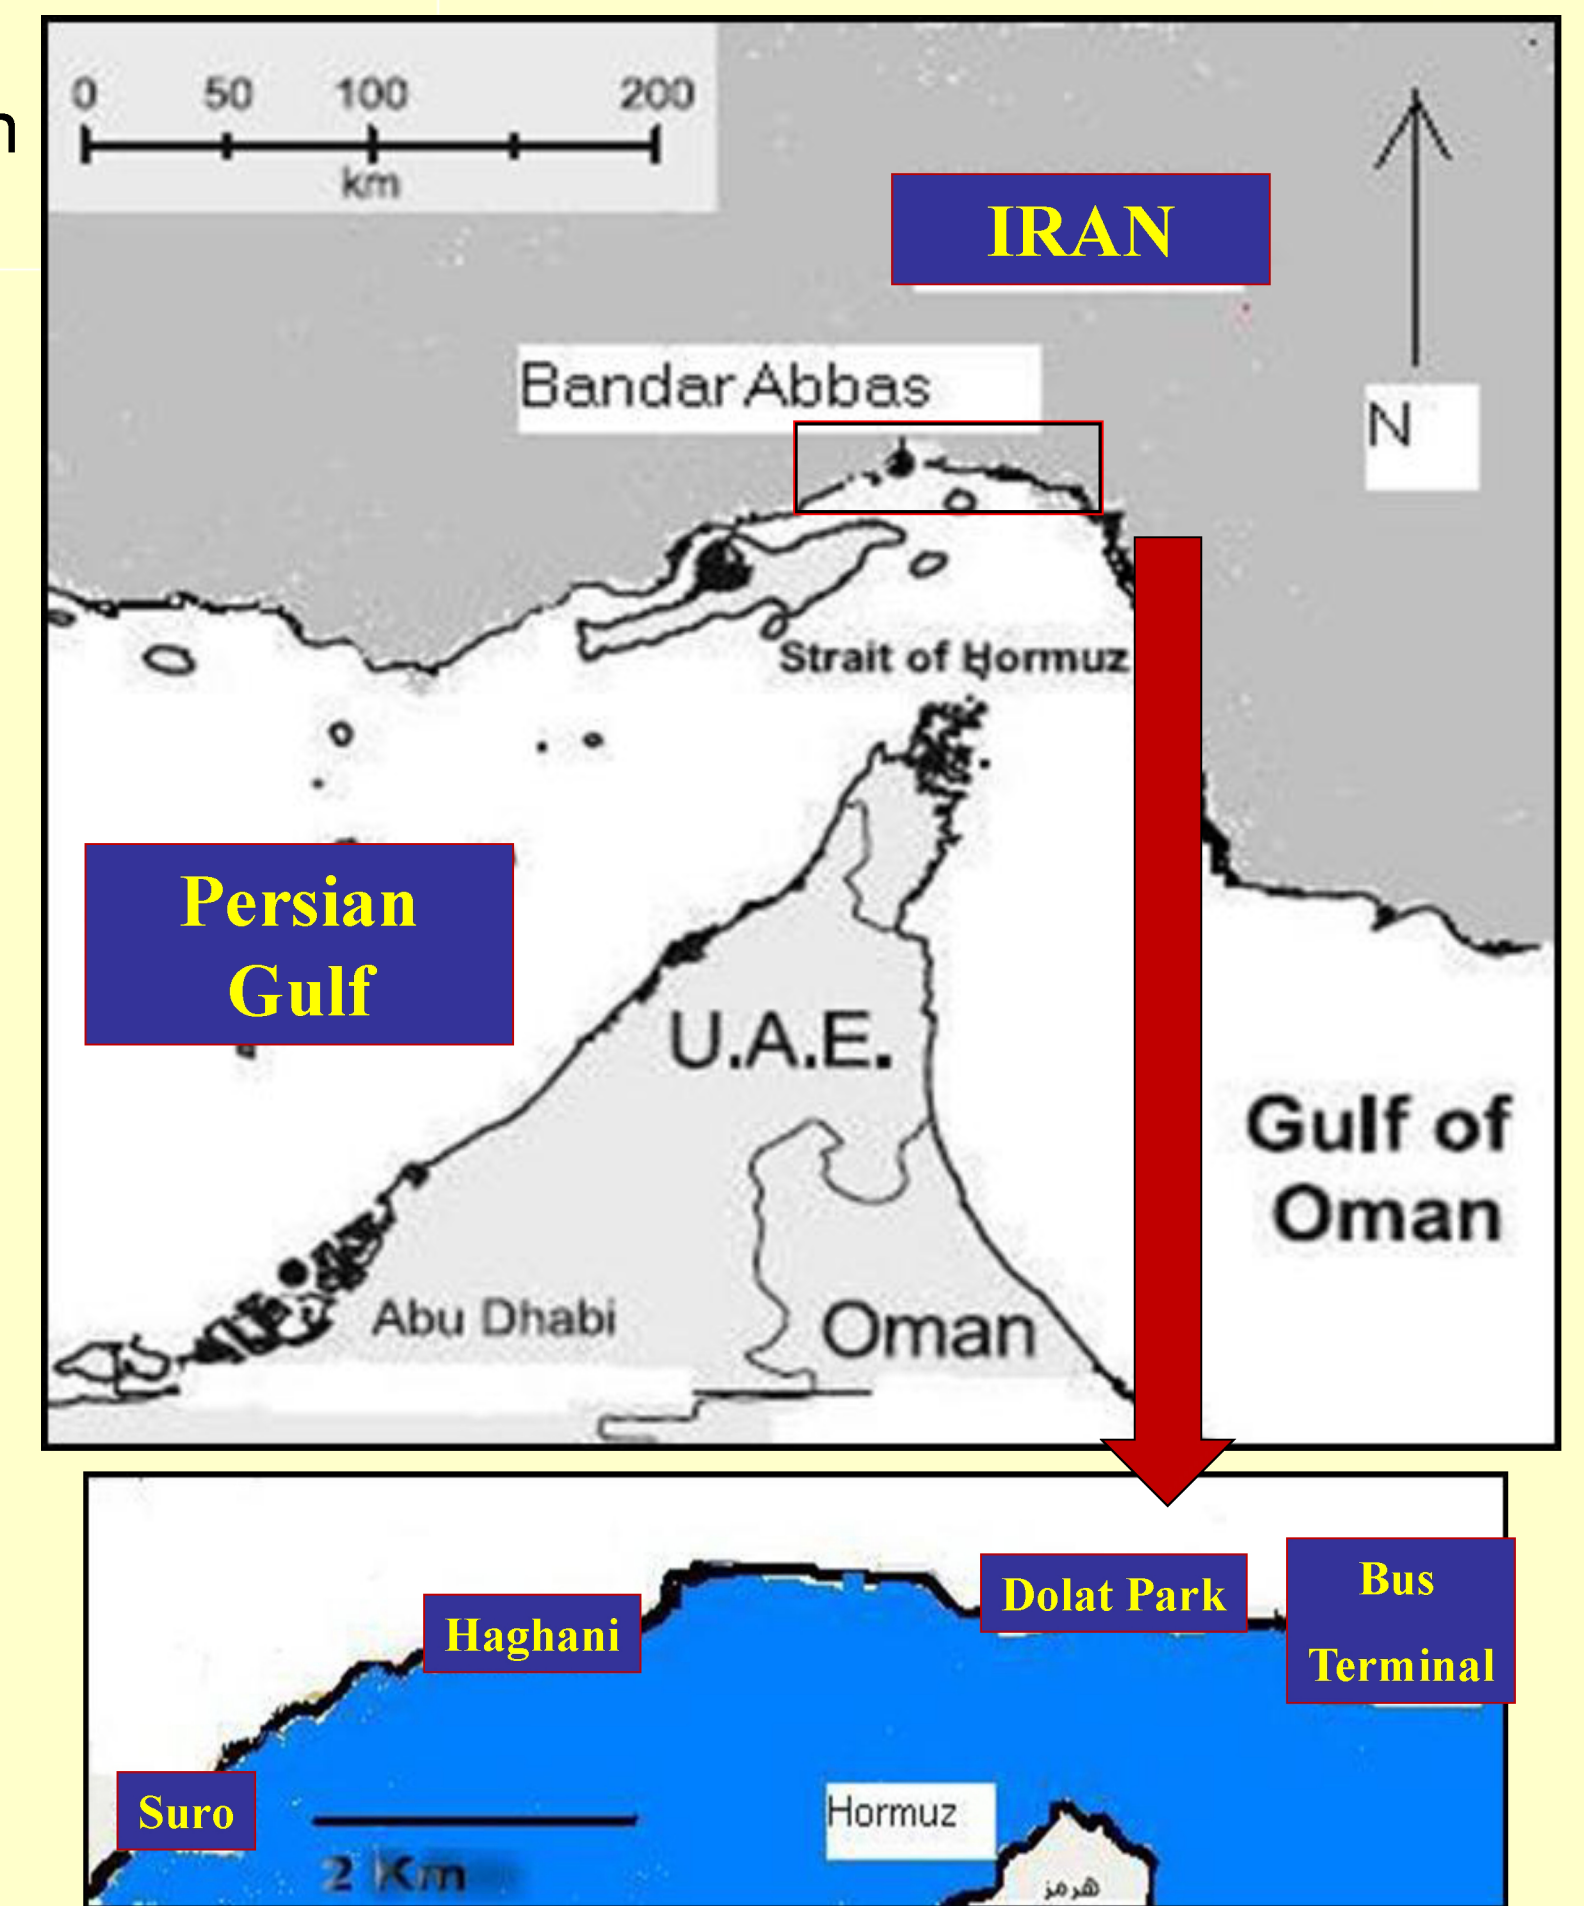 n
0 50 100 200
km
IRAN
Bandar Abbas
N
Strait of Hormuz
Persian
Gulf
U.A.E.
Gulf of
Oman
Abu Dhabi
Oman
Dolat Park
Bus
Terminal
Haghani
Suro
Hormuz
2 Km
هرمز